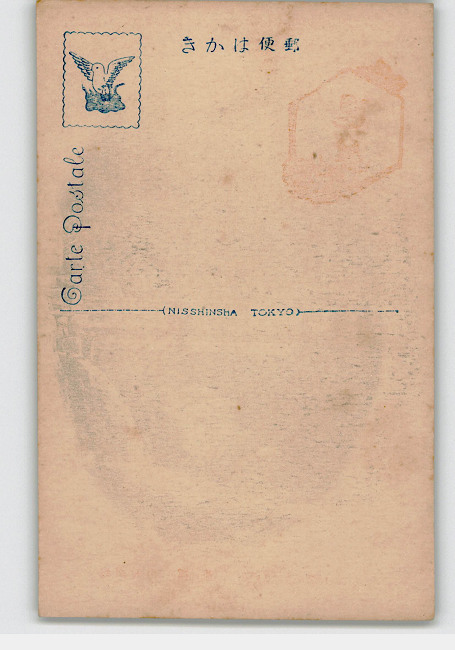 きかは便郵
Carte Postale
(NISSHINSHA TOKYO)